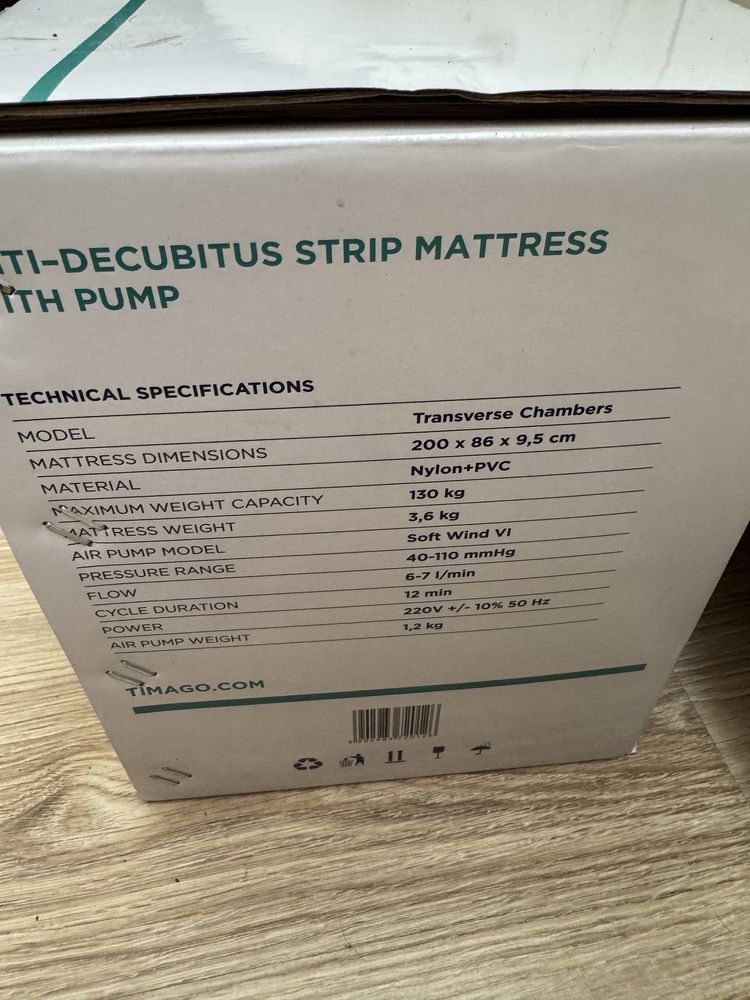 TI-DECUBITUS STRIP MATTRESS
ITH PUMP
TECHNICAL SPECIFICATIONS
MODEL Transverse Chambers
MATTRESS DIMENSIONS 200 x 86 x 9,5 cm
MATERIAL Nylon+PVC
MAXIMUM WEIGHT CAPACITY 130 kg
MATTRESS WEIGHT 3,6 kg
AIR PUMP MODEL Soft Wind VI
PRESSURE RANGE 40-110 mmHg
FLOW 6-7 l/min
CYCLE DURATION 12 min
POWER 220V +/- 10% 50 Hz
AIR PUMP WEIGHT 1,2 kg
TIMAGO.COM